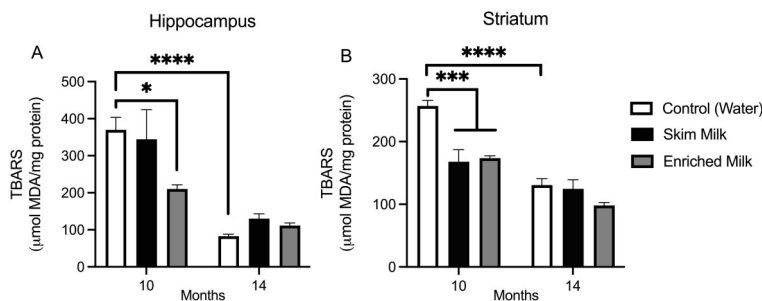 Hippocampus
A
****
*
500
400
300
200
100
0
TBARS
(μmol MDA/mg protein)
10
14
Months
Striatum
B
****
***
300
200
100
0
TBARS
(μmol MDA/mg protein)
10
14
Months
Control (Water)
Skim Milk
Enriched Milk